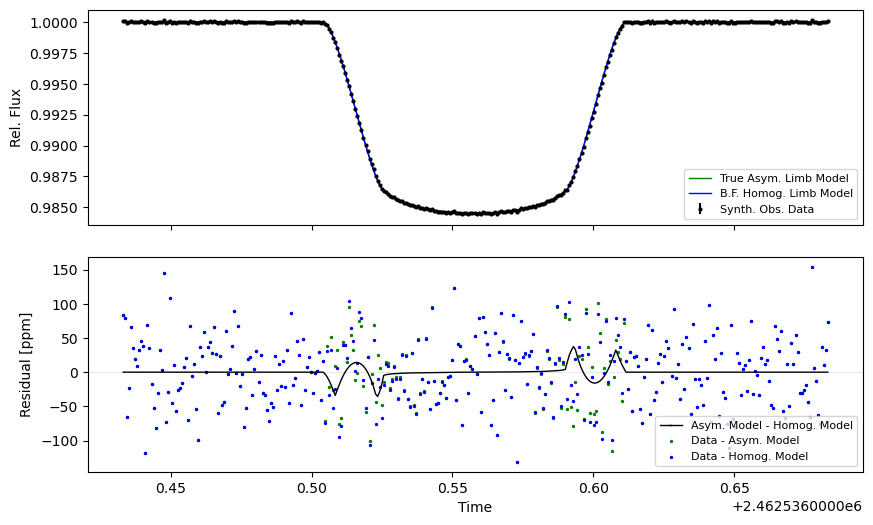 1.0000
0.9975
0.9950
0.9925
0.9900
0.9875
0.9850
Rel. Flux
True Asym. Limb Model
B.F. Homog. Limb Model
Synth. Obs. Data
150
100
50
0
−50
−100
Residual [ppm]
Asym. Model - Homog. Model
Data - Asym. Model
Data - Homog. Model
0.45 0.50 0.55 0.60 0.65
Time
+2.4625360000e6